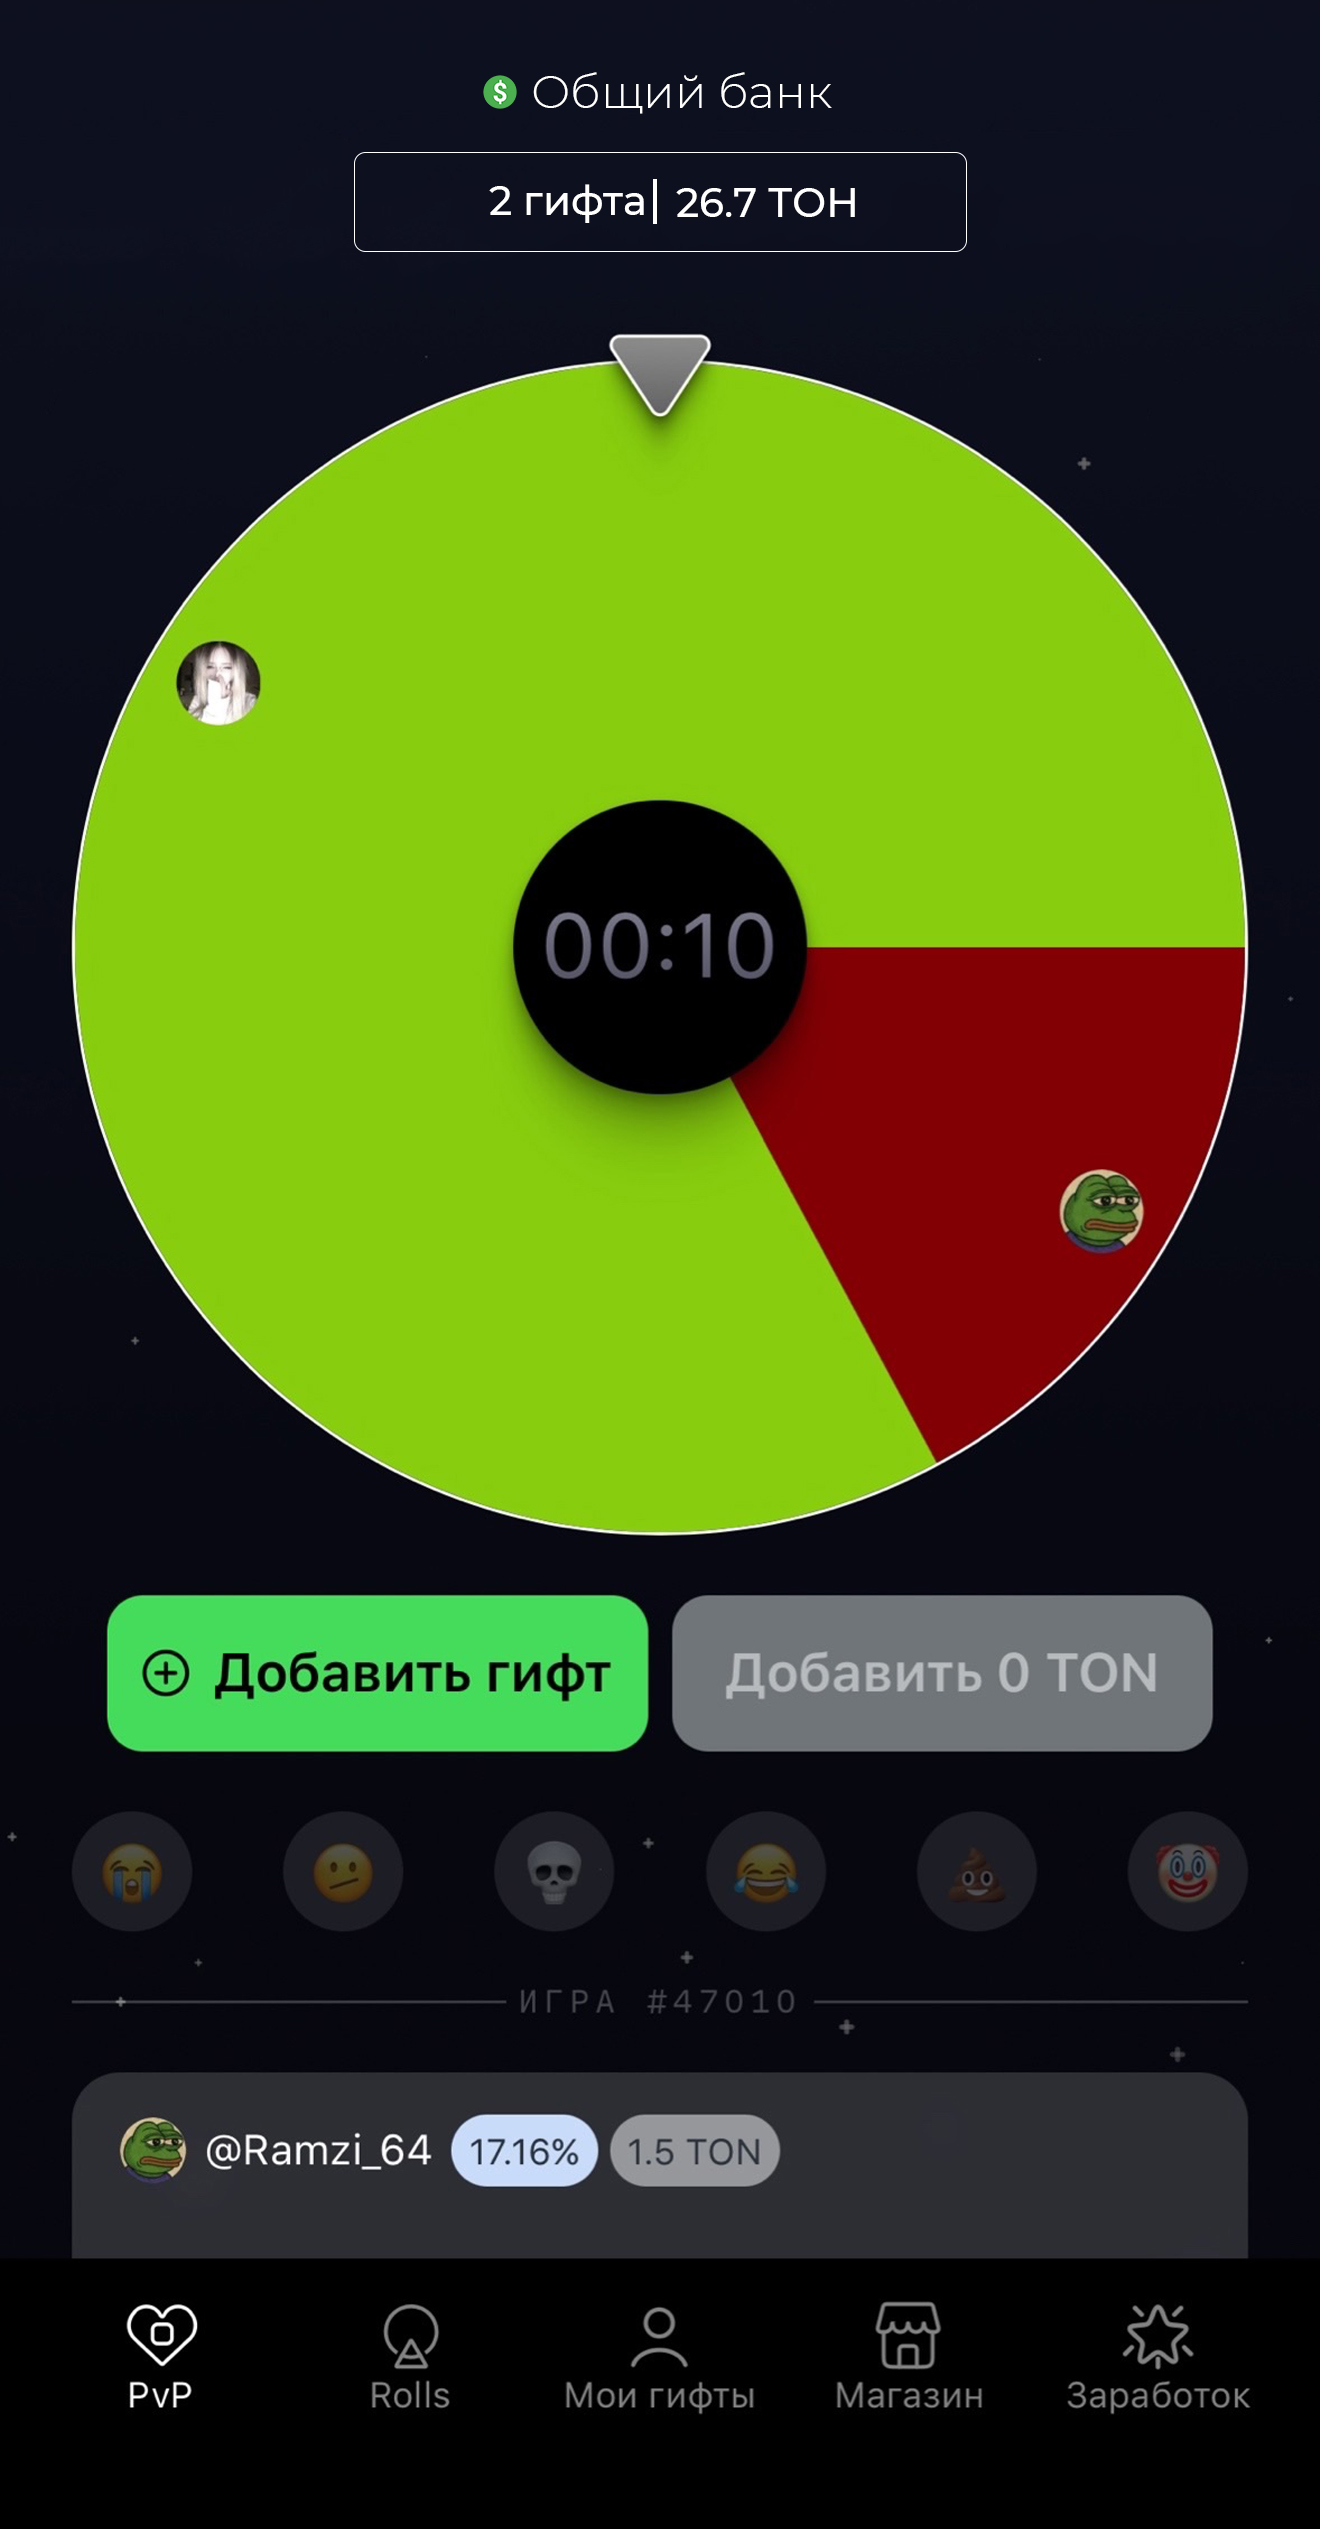 Общий банк
2 гифта| 26.7 ТОН
00:10
Добавить гифт
Добавить 0 TON
ИГРА #47010
@Ramzi_64 17.16% 1.5 TON
PvP Rolls Мои гифты Магазин Заработок